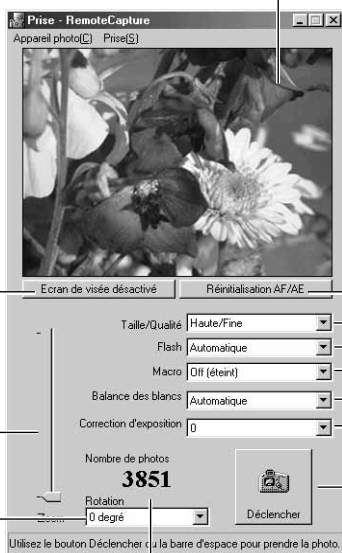 Prise - RemoteCapture
Appareil photo(C) Prise(S)
Ecran de visée désactivé Réinitialisation AF/AE
Taille/Qualité Haute/Fine
Flash Automatique
Macro Off (éteint)
Balance des blancs Automatique
Correction d'exposition 0
Nombre de photos
3851
Rotation
Zoom 0 degré
Déclencher
Utilisez le bouton Déclencher ou la barre d'espace pour prendre la photo.